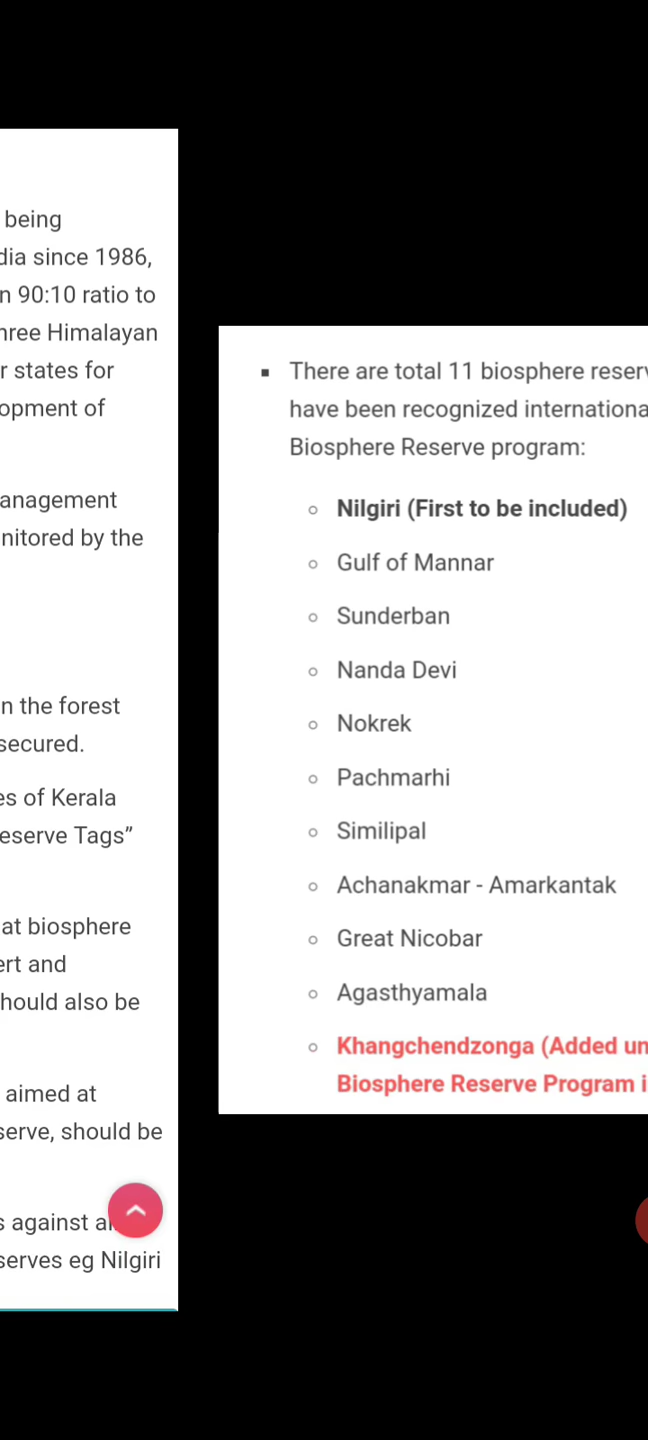 being
dia since 1986,
n 90:10 ratio to
hree Himalayan
r states for
opment of
anagement
nitored by the
n the forest
secured.
es of Kerala
eserve Tags”
at biosphere
ert and
hould also be
aimed at
serve, should be
s against a
serves eg Nilgiri
▪ There are total 11 biosphere reserv
have been recognized internationa
Biosphere Reserve program:
○ Nilgiri (First to be included)
○ Gulf of Mannar
○ Sunderban
○ Nanda Devi
○ Nokrek
○ Pachmarhi
○ Similipal
○ Achanakmar - Amarkantak
○ Great Nicobar
○ Agasthyamala
○ Khangchendzonga (Added un
Biosphere Reserve Program i